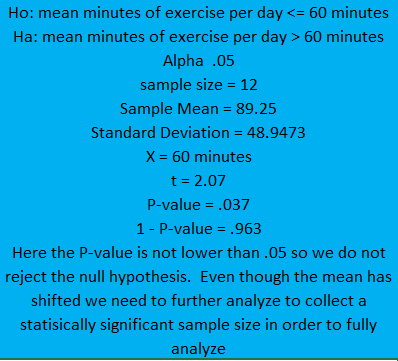 Ho: mean minutes of exercise per day <= 60 minutes
Ha: mean minutes of exercise per day > 60 minutes
Alpha  .05
sample size = 12
Sample Mean = 89.25
Standard Deviation = 48.9473
X = 60 minutes
t = 2.07
P-value = .037
1 - P-value = .963
Here the P-value is not lower than .05 so we do not
reject the null hypothesis.  Even though the mean has
shifted we need to further analyze to collect a
statisically significant sample size in order to fully
analyze